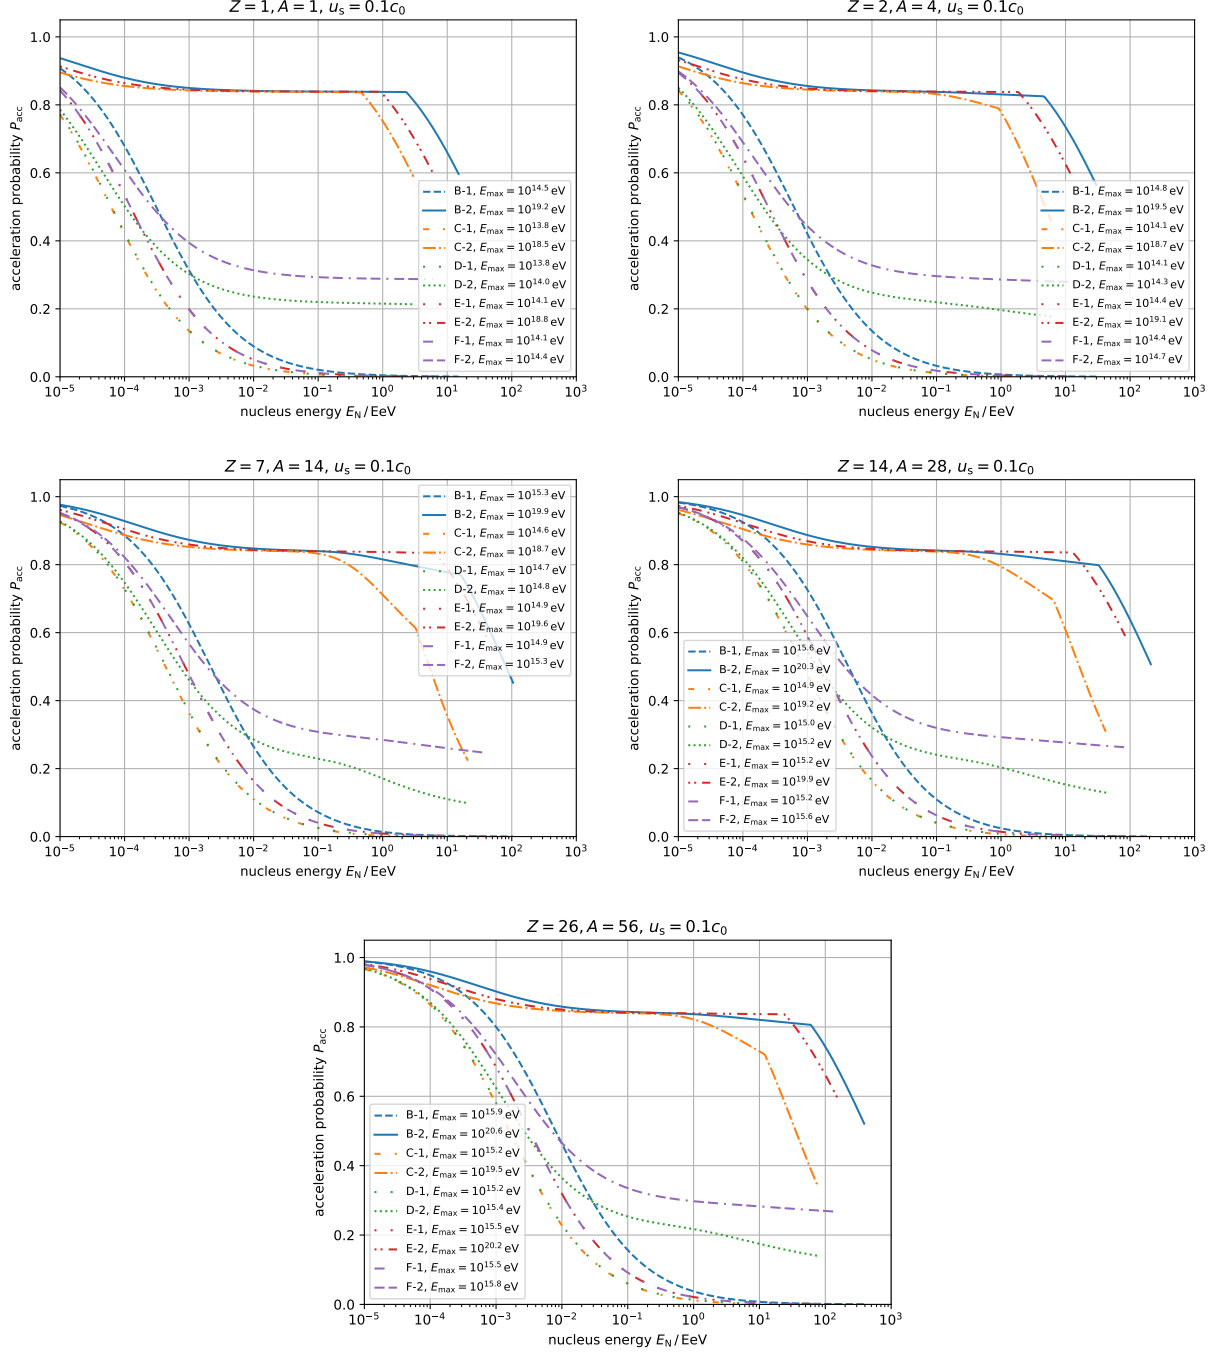 Z = 1, A = 1, u_s = 0.1c_0
acceleration probability P_acc
1.0
0.8
0.6
0.4
0.2
0.0
B-1, E_max = 10^14.5 eV
B-2, E_max = 10^19.2 eV
C-1, E_max = 10^13.8 eV
C-2, E_max = 10^18.5 eV
D-1, E_max = 10^13.8 eV
D-2, E_max = 10^14.0 eV
E-1, E_max = 10^14.1 eV
E-2, E_max = 10^18.8 eV
F-1, E_max = 10^14.1 eV
F-2, E_max = 10^14.4 eV
10^−5 10^−4 10^−3 10^−2 10^−1 10^0 10^1 10^2 10^3
nucleus energy E_N / EeV
Z = 2, A = 4, u_s = 0.1c_0
acceleration probability P_acc
1.0
0.8
0.6
0.4
0.2
0.0
B-1, E_max = 10^14.8 eV
B-2, E_max = 10^19.5 eV
C-1, E_max = 10^14.1 eV
C-2, E_max = 10^18.7 eV
D-1, E_max = 10^14.1 eV
D-2, E_max = 10^14.3 eV
E-1, E_max = 10^14.4 eV
E-2, E_max = 10^19.1 eV
F-1, E_max = 10^14.4 eV
F-2, E_max = 10^14.7 eV
10^−5 10^−4 10^−3 10^−2 10^−1 10^0 10^1 10^2 10^3
nucleus energy E_N / EeV
Z = 7, A = 14, u_s = 0.1c_0
acceleration probability P_acc
1.0
0.8
0.6
0.4
0.2
0.0
B-1, E_max = 10^15.3 eV
B-2, E_max = 10^19.9 eV
C-1, E_max = 10^14.6 eV
C-2, E_max = 10^18.7 eV
D-1, E_max = 10^14.7 eV
D-2, E_max = 10^14.8 eV
E-1, E_max = 10^14.9 eV
E-2, E_max = 10^19.6 eV
F-1, E_max = 10^14.9 eV
F-2, E_max = 10^15.3 eV
10^−5 10^−4 10^−3 10^−2 10^−1 10^0 10^1 10^2 10^3
nucleus energy E_N / EeV
Z = 14, A = 28, u_s = 0.1c_0
acceleration probability P_acc
1.0
0.8
0.6
0.4
0.2
0.0
B-1, E_max = 10^15.6 eV
B-2, E_max = 10^20.3 eV
C-1, E_max = 10^14.9 eV
C-2, E_max = 10^19.2 eV
D-1, E_max = 10^15.0 eV
D-2, E_max = 10^15.2 eV
E-1, E_max = 10^15.2 eV
E-2, E_max = 10^19.9 eV
F-1, E_max = 10^15.2 eV
F-2, E_max = 10^15.6 eV
10^−5 10^−4 10^−3 10^−2 10^−1 10^0 10^1 10^2 10^3
nucleus energy E_N / EeV
Z = 26, A = 56, u_s = 0.1c_0
acceleration probability P_acc
1.0
0.8
0.6
0.4
0.2
0.0
B-1, E_max = 10^15.9 eV
B-2, E_max = 10^20.6 eV
C-1, E_max = 10^15.2 eV
C-2, E_max = 10^19.5 eV
D-1, E_max = 10^15.2 eV
D-2, E_max = 10^15.4 eV
E-1, E_max = 10^15.5 eV
E-2, E_max = 10^20.2 eV
F-1, E_max = 10^15.5 eV
F-2, E_max = 10^15.8 eV
10^−5 10^−4 10^−3 10^−2 10^−1 10^0 10^1 10^2 10^3
nucleus energy E_N / EeV